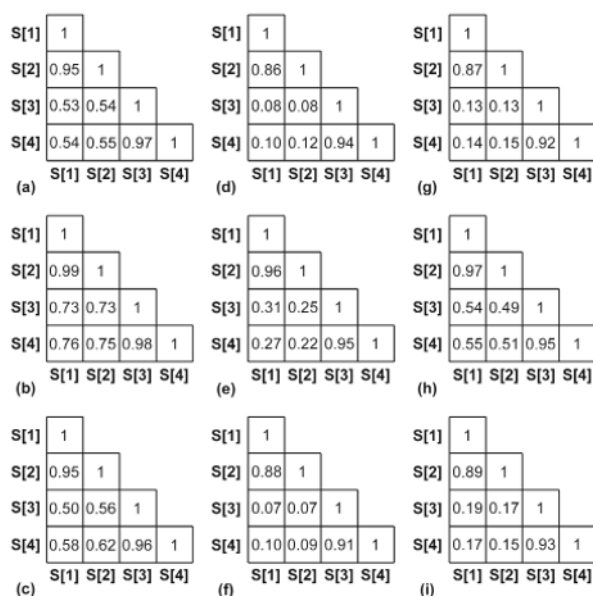 S[1] 1
S[2] 0.95 1
S[3] 0.53 0.54 1
S[4] 0.54 0.55 0.97 1
(a) S[1] S[2] S[3] S[4]
S[1] 1
S[2] 0.86 1
S[3] 0.08 0.08 1
S[4] 0.10 0.12 0.94 1
(d) S[1] S[2] S[3] S[4]
S[1] 1
S[2] 0.87 1
S[3] 0.13 0.13 1
S[4] 0.14 0.15 0.92 1
(g) S[1] S[2] S[3] S[4]
S[1] 1
S[2] 0.99 1
S[3] 0.73 0.73 1
S[4] 0.76 0.75 0.98 1
(b) S[1] S[2] S[3] S[4]
S[1] 1
S[2] 0.96 1
S[3] 0.31 0.25 1
S[4] 0.27 0.22 0.95 1
(e) S[1] S[2] S[3] S[4]
S[1] 1
S[2] 0.97 1
S[3] 0.54 0.49 1
S[4] 0.55 0.51 0.95 1
(h) S[1] S[2] S[3] S[4]
S[1] 1
S[2] 0.95 1
S[3] 0.50 0.56 1
S[4] 0.58 0.62 0.96 1
(c) S[1] S[2] S[3] S[4]
S[1] 1
S[2] 0.88 1
S[3] 0.07 0.07 1
S[4] 0.10 0.09 0.91 1
(f) S[1] S[2] S[3] S[4]
S[1] 1
S[2] 0.89 1
S[3] 0.19 0.17 1
S[4] 0.17 0.15 0.93 1
(i) S[1] S[2] S[3] S[4]